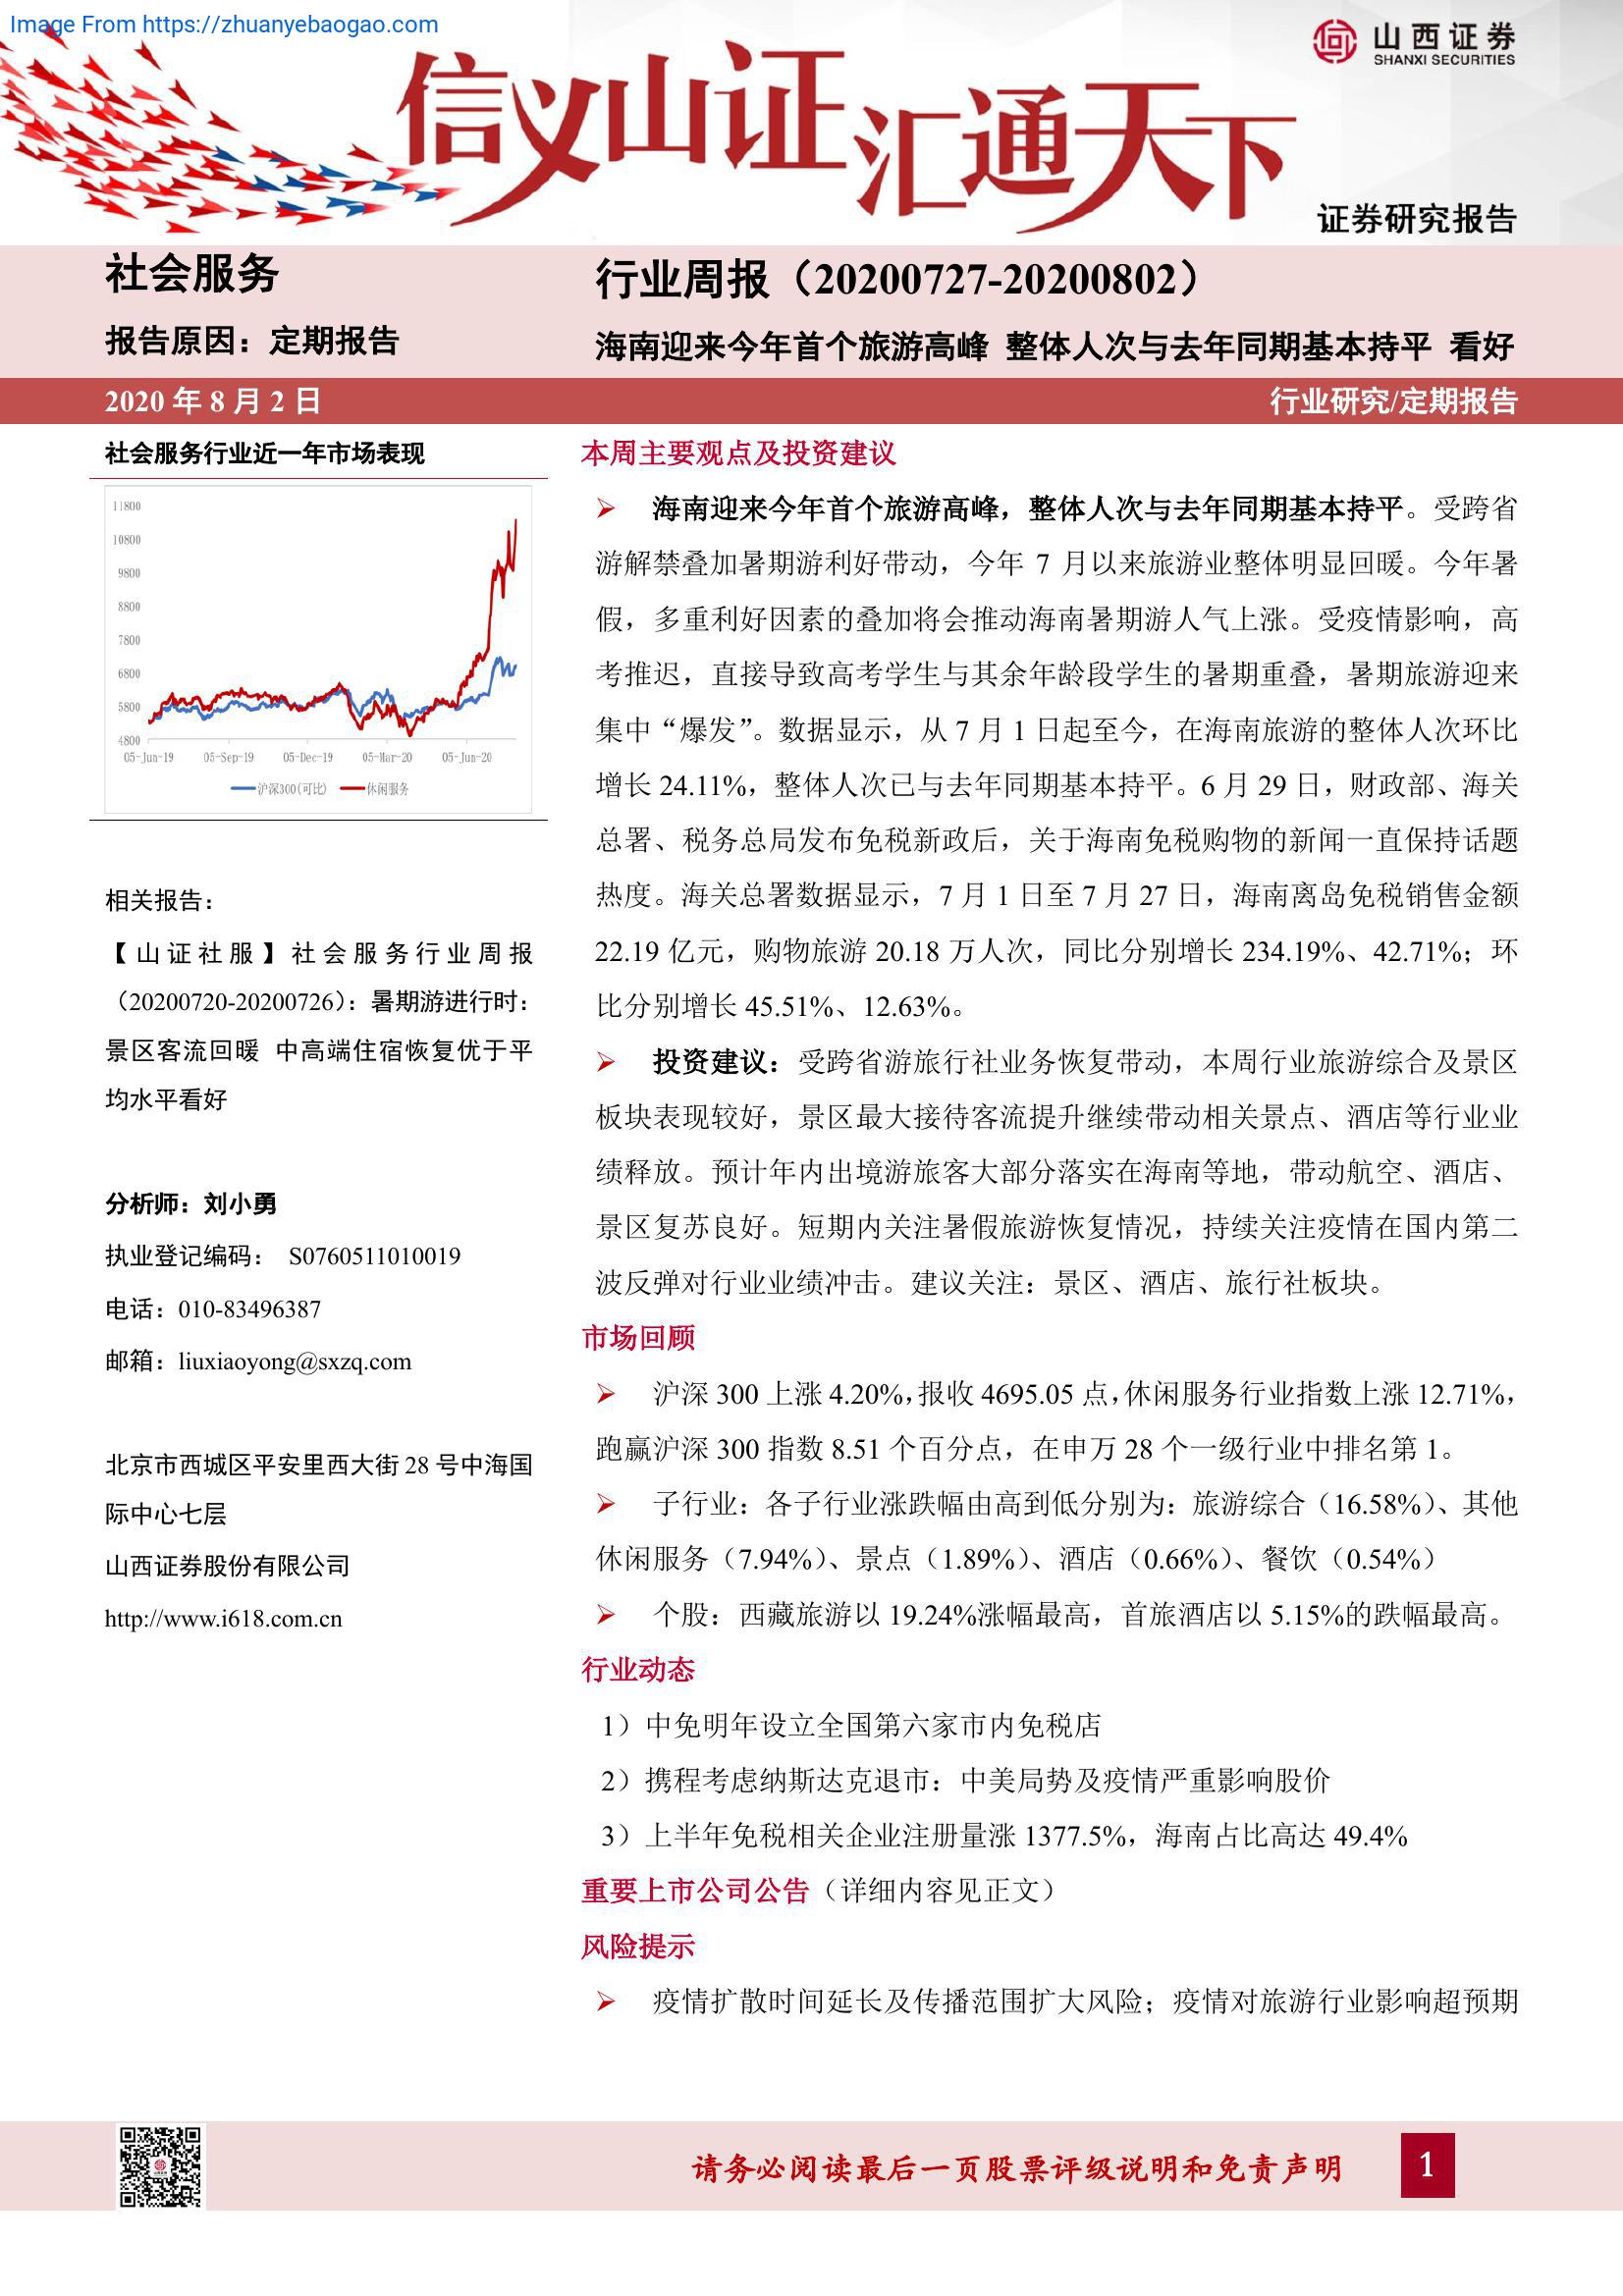 Image From https://zhuanyebaogao.com
山西证券
SHANXI SECURITIES
信义山证汇通天下
证券研究报告
社会服务
行业周报（20200727-20200802）
报告原因：定期报告
海南迎来今年首个旅游高峰 整体人次与去年同期基本持平 看好
2020 年 8 月 2 日
行业研究/定期报告
社会服务行业近一年市场表现
11800
10800
9800
8800
7800
6800
5800
4800
05-Jun-19 05-Sep-19 05-Dec-19 05-Mar-20 05-Jun-20
沪深300(可比) 休闲服务
相关报告：
【山证社服】社会服务行业周报
（20200720-20200726）：暑期游进行时：
景区客流回暖 中高端住宿恢复优于平
均水平看好
分析师：刘小勇
执业登记编码： S0760511010019
电话：010-83496387
邮箱：liuxiaoyong@sxzq.com
北京市西城区平安里西大街 28 号中海国
际中心七层
山西证券股份有限公司
http://www.i618.com.cn
本周主要观点及投资建议
➢ 海南迎来今年首个旅游高峰，整体人次与去年同期基本持平。受跨省
游解禁叠加暑期游利好带动，今年 7 月以来旅游业整体明显回暖。今年暑
假，多重利好因素的叠加将会推动海南暑期游人气上涨。受疫情影响，高
考推迟，直接导致高考学生与其余年龄段学生的暑期重叠，暑期旅游迎来
集中“爆发”。数据显示，从 7 月 1 日起至今，在海南旅游的整体人次环比
增长 24.11%，整体人次已与去年同期基本持平。6 月 29 日，财政部、海关
总署、税务总局发布免税新政后，关于海南免税购物的新闻一直保持话题
热度。海关总署数据显示，7 月 1 日至 7 月 27 日，海南离岛免税销售金额
22.19 亿元，购物旅游 20.18 万人次，同比分别增长 234.19%、42.71%；环
比分别增长 45.51%、12.63%。
➢ 投资建议：受跨省游旅行社业务恢复带动，本周行业旅游综合及景区
板块表现较好，景区最大接待客流提升继续带动相关景点、酒店等行业业
绩释放。预计年内出境游旅客大部分落实在海南等地，带动航空、酒店、
景区复苏良好。短期内关注暑假旅游恢复情况，持续关注疫情在国内第二
波反弹对行业业绩冲击。建议关注：景区、酒店、旅行社板块。
市场回顾
➢ 沪深 300 上涨 4.20%，报收 4695.05 点，休闲服务行业指数上涨 12.71%，
跑赢沪深 300 指数 8.51 个百分点，在申万 28 个一级行业中排名第 1。
➢ 子行业：各子行业涨跌幅由高到低分别为：旅游综合（16.58%）、其他
休闲服务（7.94%）、景点（1.89%）、酒店（0.66%）、餐饮（0.54%）
➢ 个股：西藏旅游以 19.24%涨幅最高，首旅酒店以 5.15%的跌幅最高。
行业动态
1）中免明年设立全国第六家市内免税店
2）携程考虑纳斯达克退市：中美局势及疫情严重影响股价
3）上半年免税相关企业注册量涨 1377.5%，海南占比高达 49.4%
重要上市公司公告（详细内容见正文）
风险提示
➢ 疫情扩散时间延长及传播范围扩大风险；疫情对旅游行业影响超预期
请务必阅读最后一页股票评级说明和免责声明
1